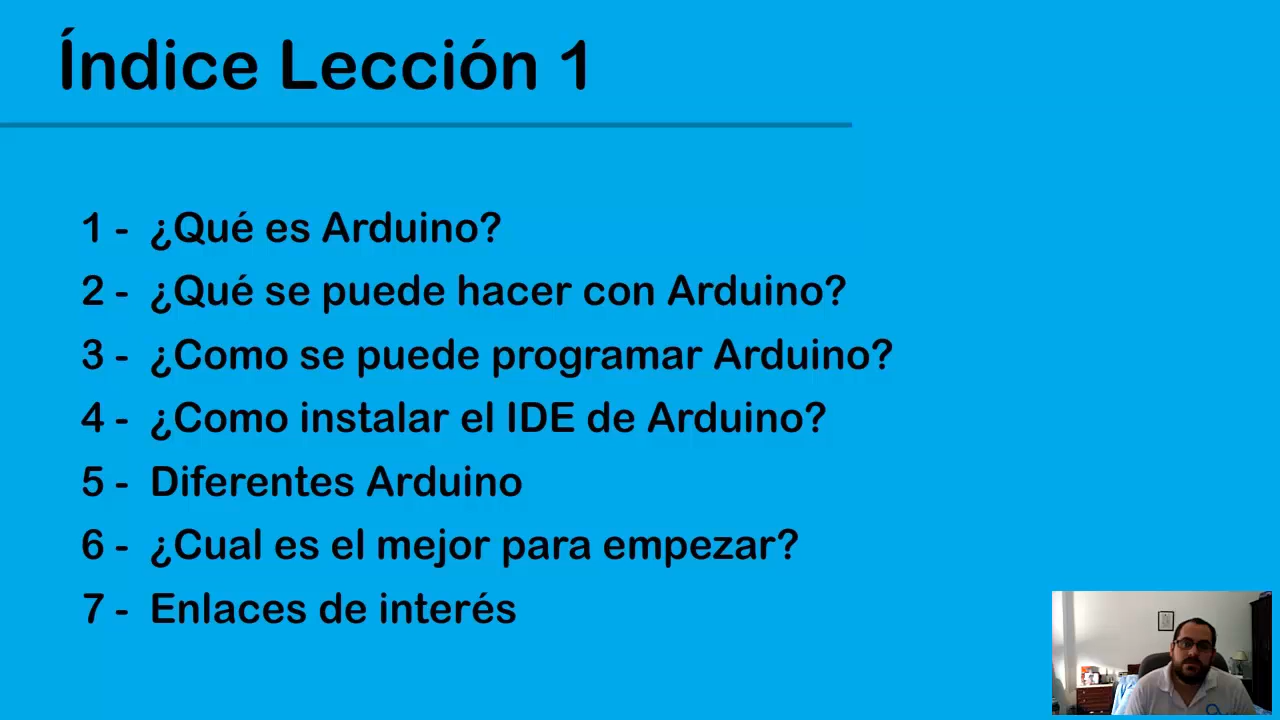 Índice Lección 1
1 - ¿Qué es Arduino?
2 - ¿Qué se puede hacer con Arduino?
3 - ¿Como se puede programar Arduino?
4 - ¿Como instalar el IDE de Arduino?
5 - Diferentes Arduino
6 - ¿Cual es el mejor para empezar?
7 - Enlaces de interés